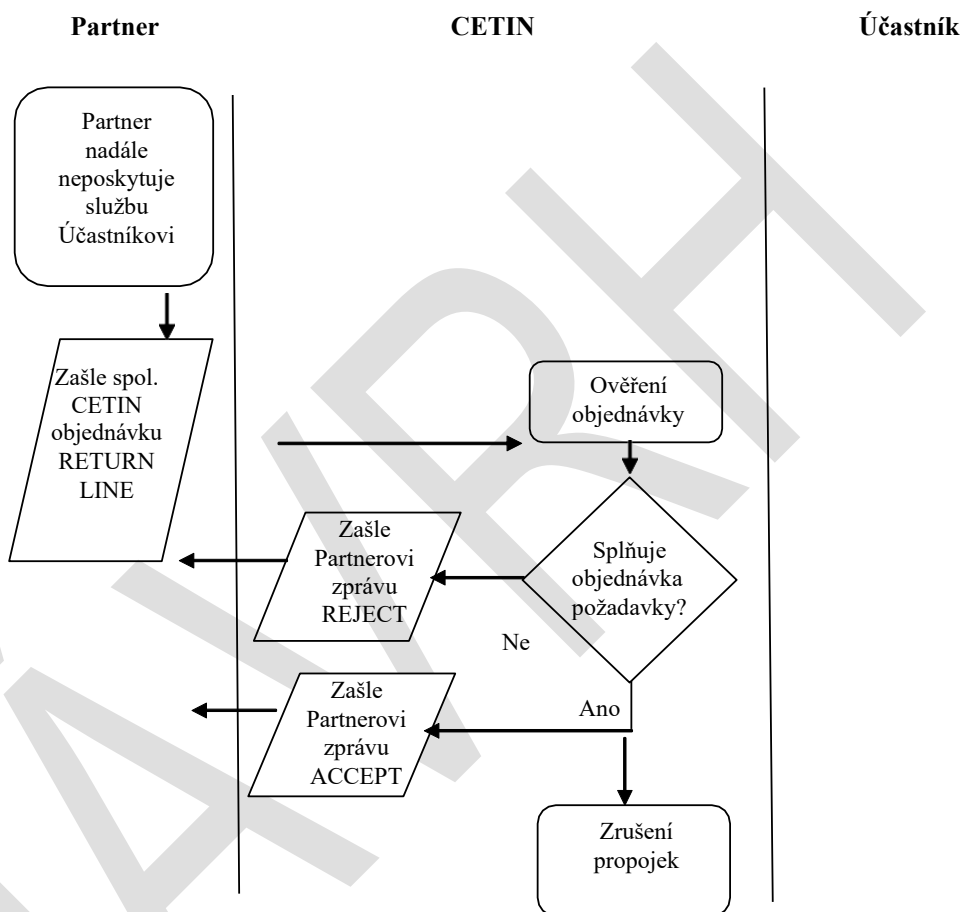 Partner
CETIN
Účastník
Partner
nadále
neposkytuje
službu
Účastníkovi
Zašle spol.
CETIN
objednávku
RETURN
LINE
Ověření
objednávky
Splňuje
objednávka
požadavky?
Zašle
Partnerovi
zprávu
REJECT
Ne
Zašle
Partnerovi
zprávu
ACCEPT
Ano
Zrušení
propojek
NÁVRH